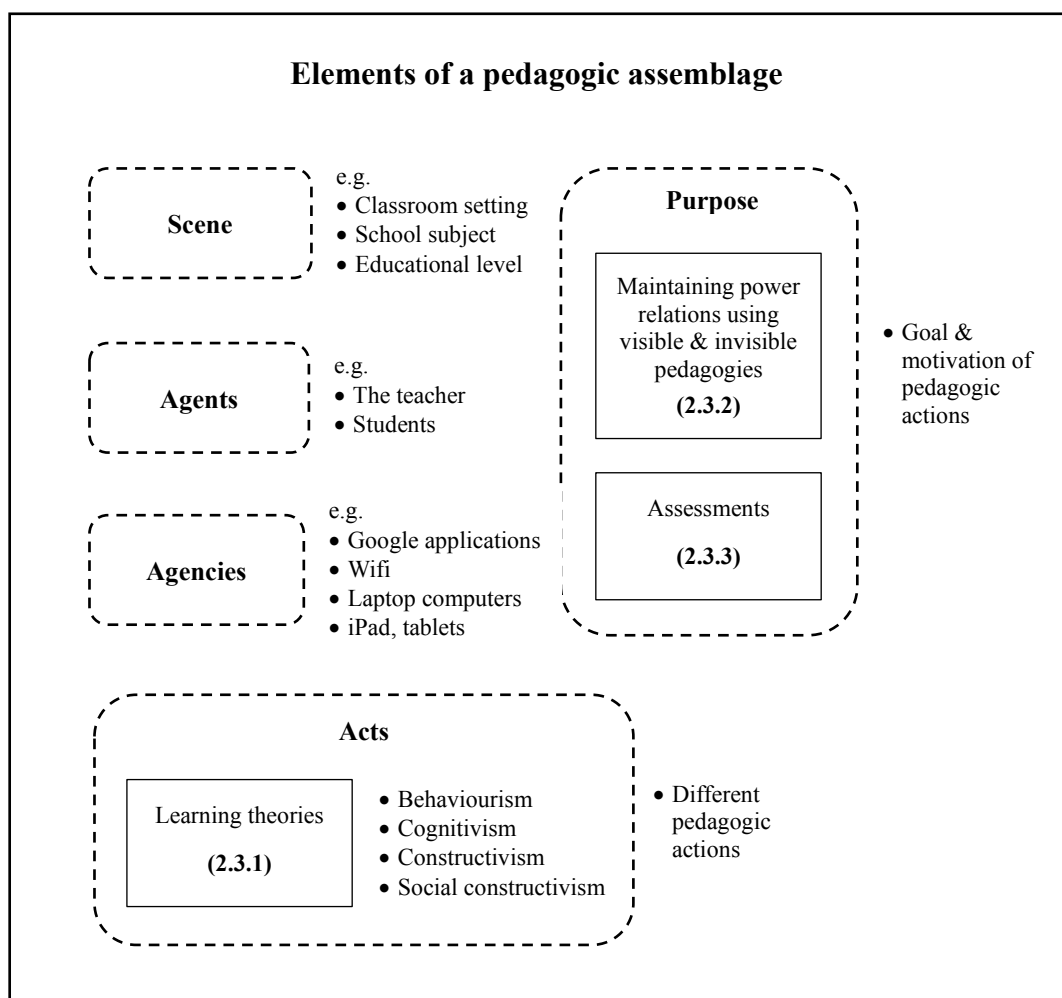 Elements of a pedagogic assemblage
Scene
e.g.
• Classroom setting
• School subject
• Educational level
Agents
e.g.
• The teacher
• Students
Agencies
e.g.
• Google applications
• Wifi
• Laptop computers
• iPad, tablets
Purpose
Maintaining power
relations using
visible & invisible
pedagogies
(2.3.2)
Assessments
(2.3.3)
• Goal &
motivation of
pedagogic
actions
Acts
Learning theories
(2.3.1)
• Behaviourism
• Cognitivism
• Constructivism
• Social constructivism
• Different
pedagogic
actions